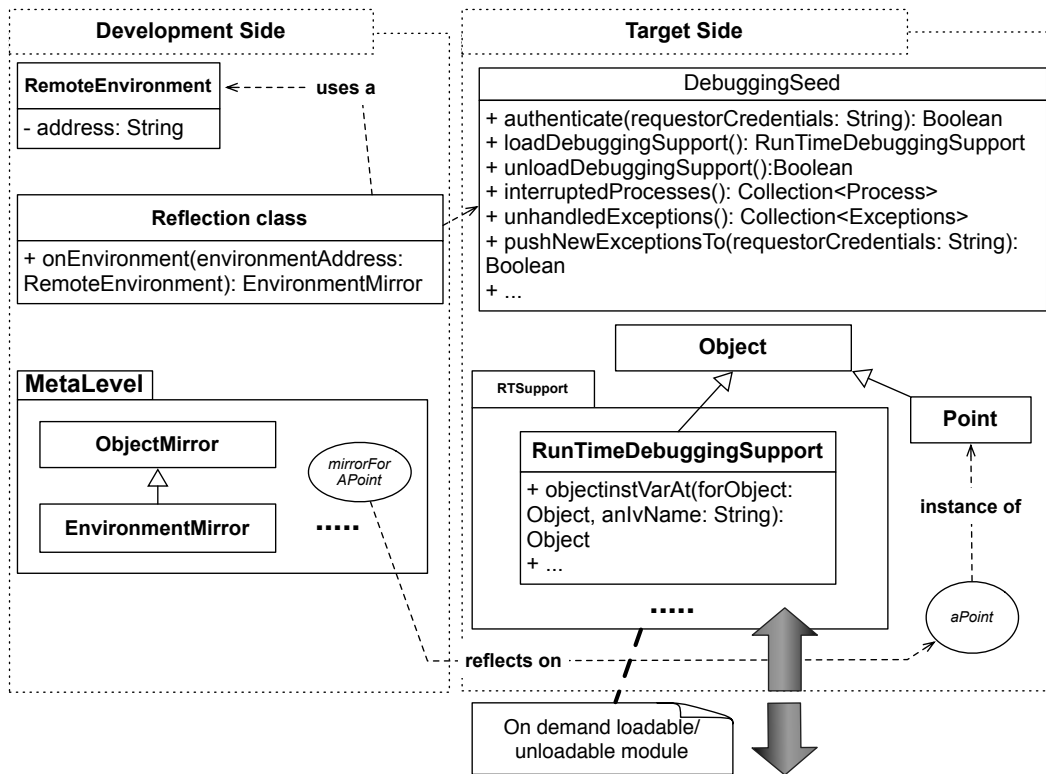 Development Side
RemoteEnvironment
- address: String
uses a
Reflection class
+ onEnvironment(environmentAddress:
RemoteEnvironment): EnvironmentMirror
MetaLevel
ObjectMirror
EnvironmentMirror
mirrorFor
APoint
.....
Target Side
DebuggingSeed
+ authenticate(requestorCredentials: String): Boolean
+ loadDebuggingSupport(): RunTimeDebuggingSupport
+ unloadDebuggingSupport():Boolean
+ interruptedProcesses(): Collection<Process>
+ unhandledExceptions(): Collection<Exceptions>
+ pushNewExceptionsTo(requestorCredentials: String):
Boolean
+ ...
Object
RTSupport
Point
RunTimeDebuggingSupport
+ objectinstVarAt(forObject:
Object, anIvName: String):
Object
+ ...
.....
instance of
aPoint
reflects on
On demand loadable/
unloadable module